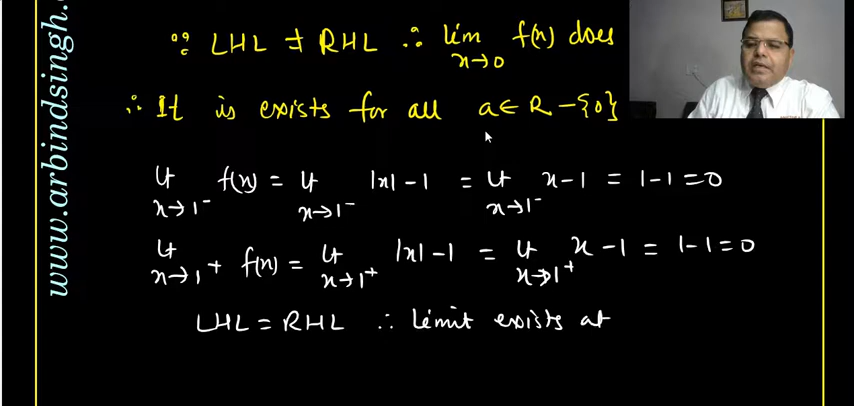 www.arbindsingh.
∵ LHL ≠ RHL ∴ lim x→0 f(x) does
∴ It is exists for all a ∈ R - {0}
Lt x→1⁻ f(x) = Lt x→1⁻ |x| - 1 = Lt x→1⁻ x - 1 = 1 - 1 = 0
Lt x→1⁺ f(x) = Lt x→1⁺ |x| - 1 = Lt x→1⁺ x - 1 = 1 - 1 = 0
LHL = RHL ∴ limit exists at